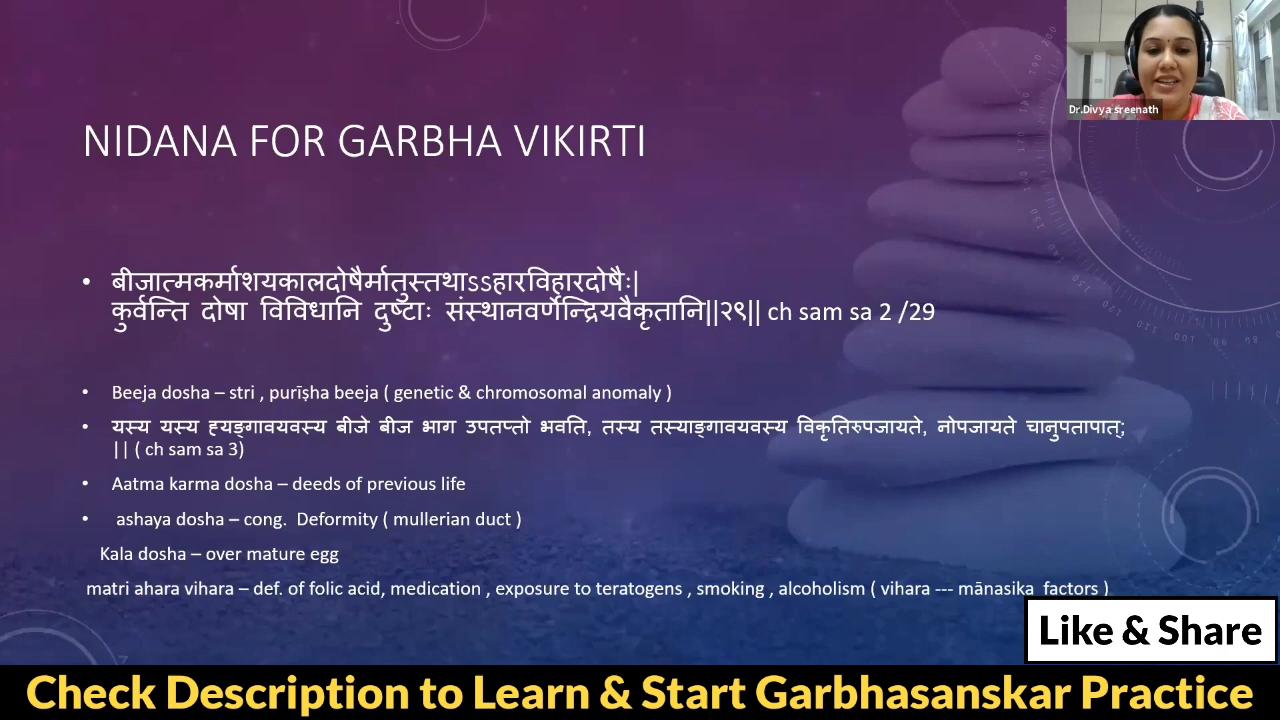 Dr.Divya sreenath
NIDANA FOR GARBHA VIKIRTI
• बीजात्मकर्माशयकालदोषैर्मातुस्तथाऽऽहारविहारदोषैः|
कुर्वन्ति दोषा विविधानि दुष्टाः संस्थानवर्णेन्द्रियवैकृतानि||२९|| ch sam sa 2 /29
• Beeja dosha – stri , purīṣha beeja ( genetic & chromosomal anomaly )
• यस्य यस्य ह्यङ्गावयवस्य बीजे बीज भाग उपतप्तो भवति, तस्य तस्याङ्गावयवस्य विकृतिरुपजायते, नोपजायते चानुपतापात्;
|| ( ch sam sa 3)
• Aatma karma dosha – deeds of previous life
• ashaya dosha – cong. Deformity ( mullerian duct )
Kala dosha – over mature egg
matri ahara vihara – def. of folic acid, medication , exposure to teratogens , smoking , alcoholism ( vihara --- mānasika factors )
Like & Share
Check Description to Learn & Start Garbhasanskar Practice